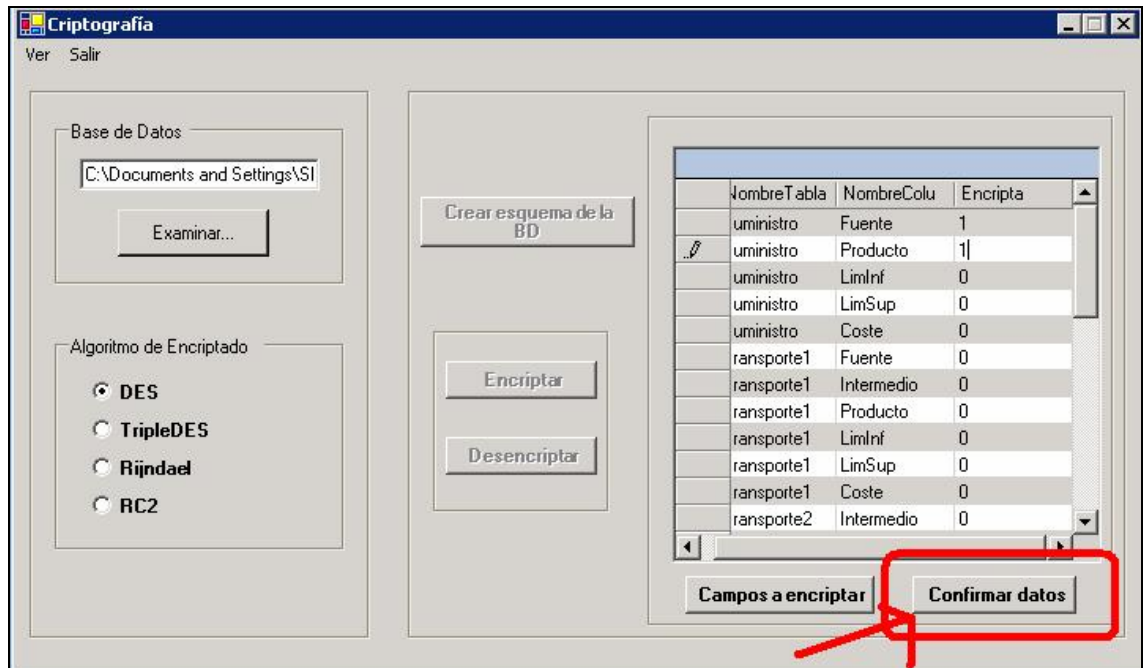 Criptografía
Ver Salir
Base de Datos
C:\Documents and Settings\SI
Examinar...
Algoritmo de Encriptado
DES
TripleDES
Rijndael
RC2
Crear esquema de la
BD
Encriptar
Desencriptar
NombreTabla NombreColu Encripta
uministro Fuente 1
uministro Producto 1
uministro LimInf 0
uministro LimSup 0
uministro Coste 0
ransporte1 Fuente 0
ransporte1 Intermedio 0
ransporte1 Producto 0
ransporte1 LimInf 0
ransporte1 LimSup 0
ransporte1 Coste 0
ransporte2 Intermedio 0
Campos a encriptar Confirmar datos